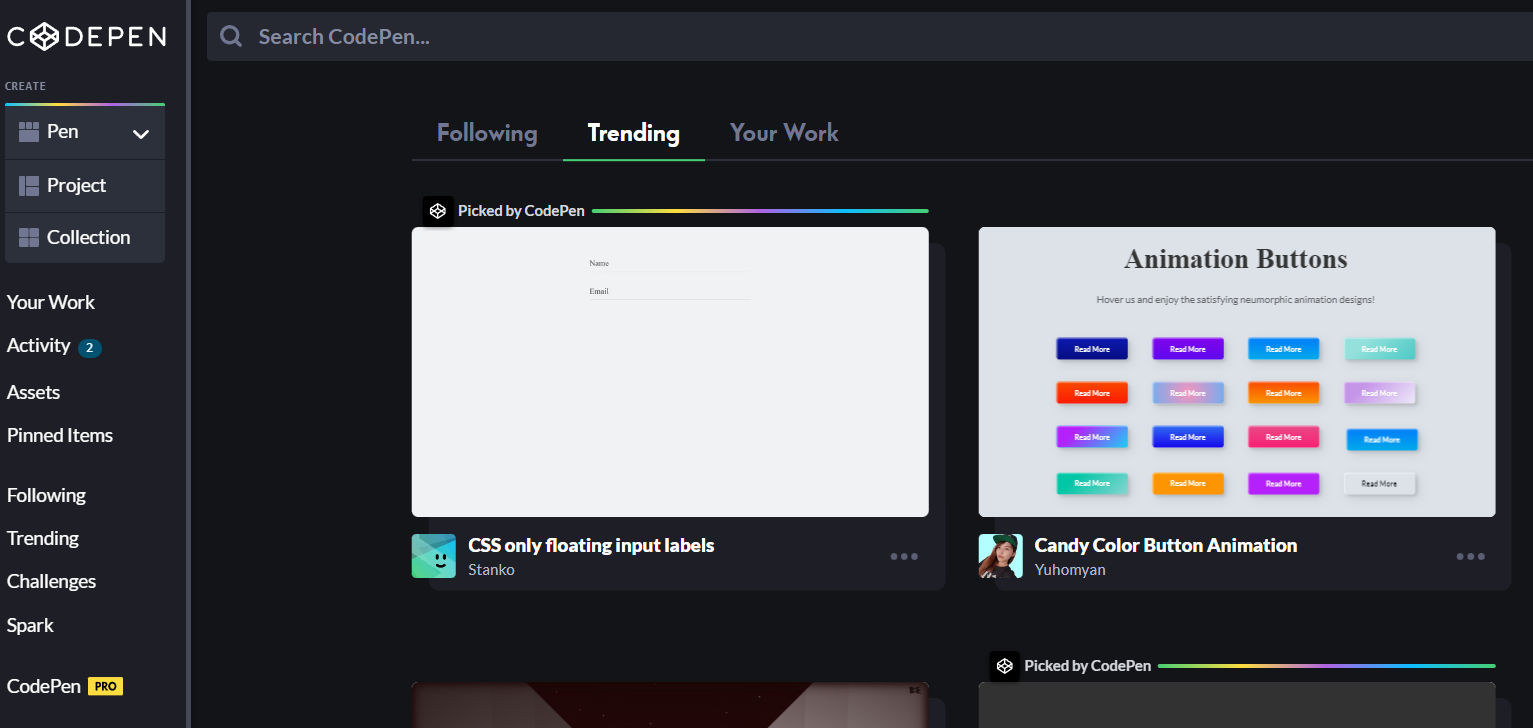 CODEPEN
Search CodePen...
CREATE
Pen
Project
Collection
Your Work
Activity 2
Assets
Pinned Items
Following
Trending
Challenges
Spark
CodePen PRO
Following Trending Your Work
Picked by CodePen
Name
Email
CSS only floating input labels
Stanko
Animation Buttons
Hover us and enjoy the satisfying neumorphic animation designs!
Read More Read More Read More Read More
Read More Read More Read More Read More
Read More Read More Read More Read More
Read More Read More Read More Read More
Candy Color Button Animation
Yuhomyan
Picked by CodePen